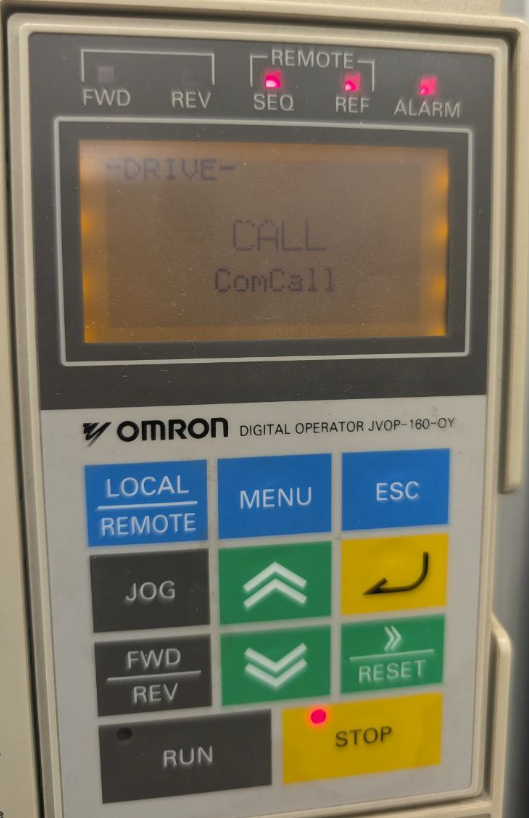 REMOTE
FWD REV SEQ REF ALARM
-DRIVE-
CALL
ComCall
OMRON DIGITAL OPERATOR JVOP-160-OY
LOCAL
REMOTE
MENU
ESC
JOG
FWD
REV
RESET
RUN
STOP